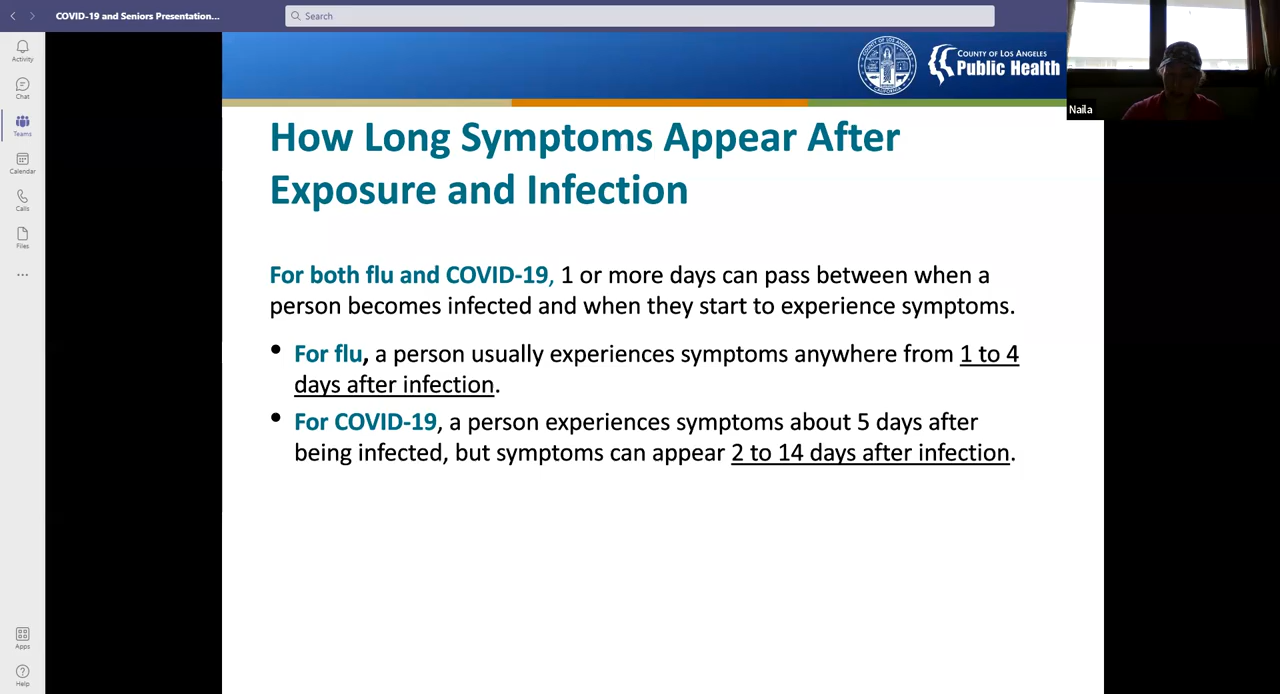 COVID-19 and Seniors Presentation...
Search
Activity
Chat
Teams
Calendar
Calls
Files
Apps
Help
COUNTY OF LOS ANGELES
Public Health
Naila
How Long Symptoms Appear After
Exposure and Infection
For both flu and COVID-19, 1 or more days can pass between when a
person becomes infected and when they start to experience symptoms.
• For flu, a person usually experiences symptoms anywhere from 1 to 4
days after infection.
• For COVID-19, a person experiences symptoms about 5 days after
being infected, but symptoms can appear 2 to 14 days after infection.